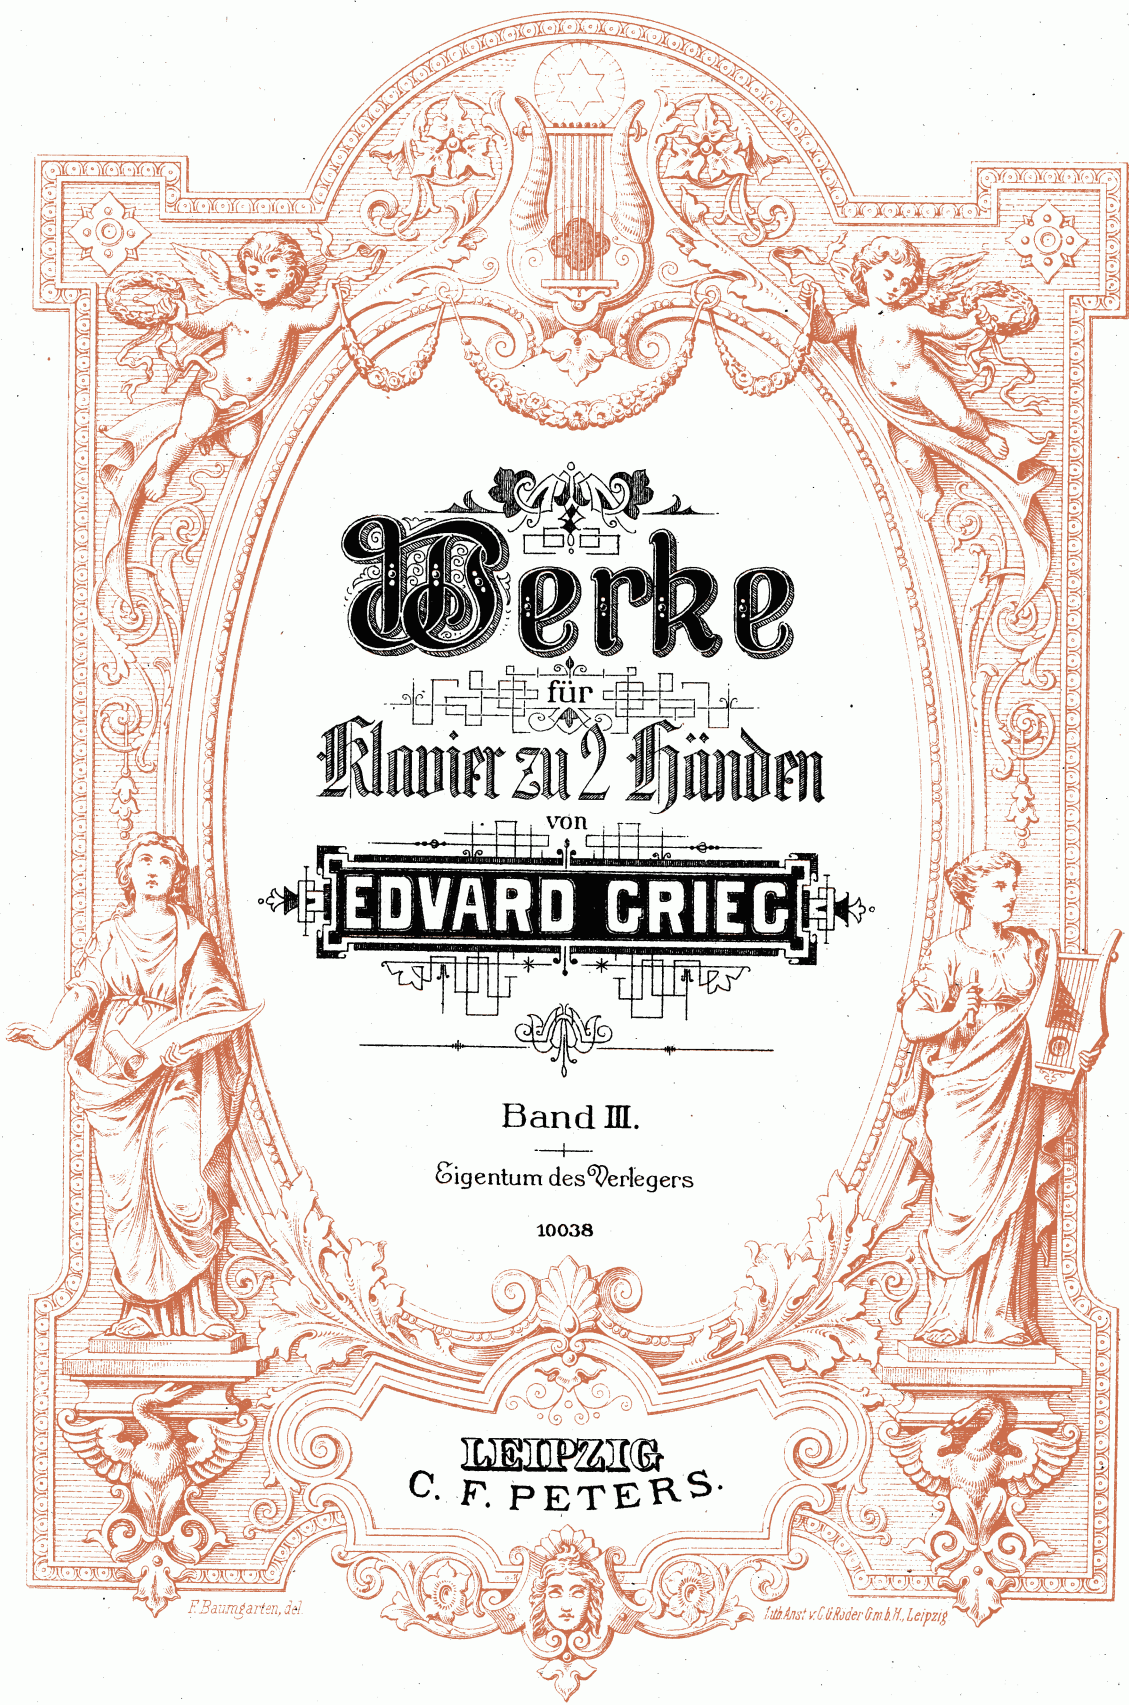 Werke
für
Klavier zu 2 Händen
von
EDVARD GRIEG
Band III.
Eigentum des Verlegers
10038
LEIPZIG
C. F. PETERS.
F. Baumgarten, del.
Lith. Anst. v. C. G. Röder G.m.b.H., Leipzig